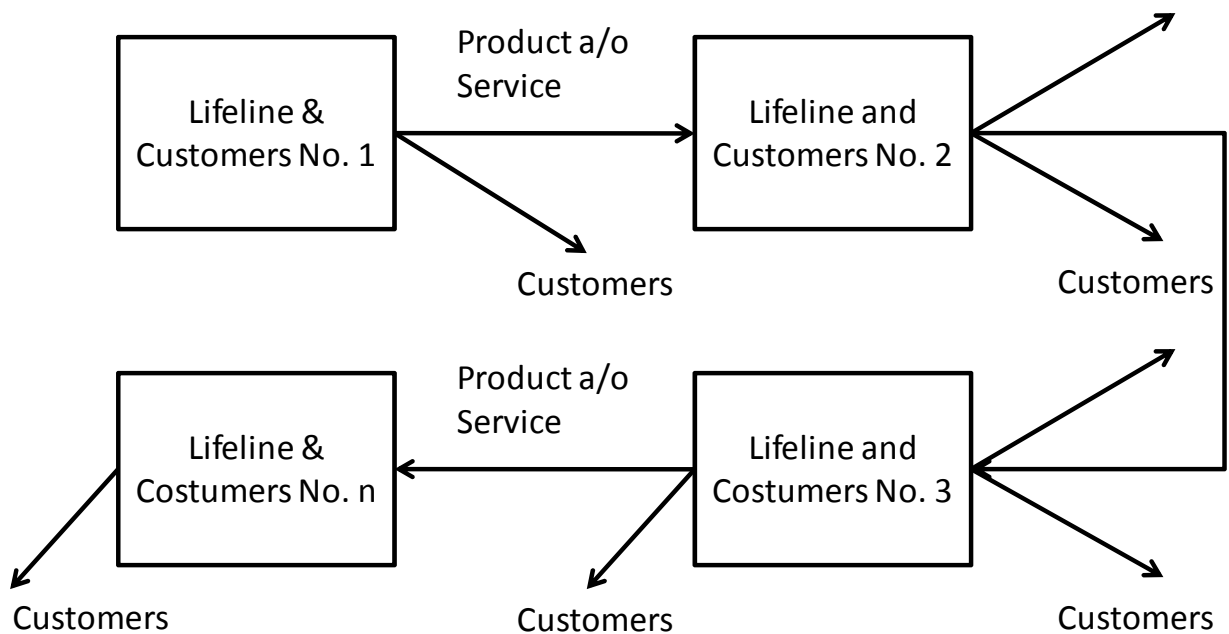 Product a/o
Service
Lifeline &
Customers No. 1
Lifeline and
Customers No. 2
Customers
Customers
Product a/o
Service
Lifeline &
Costumers No. n
Lifeline and
Costumers No. 3
Customers
Customers
Customers